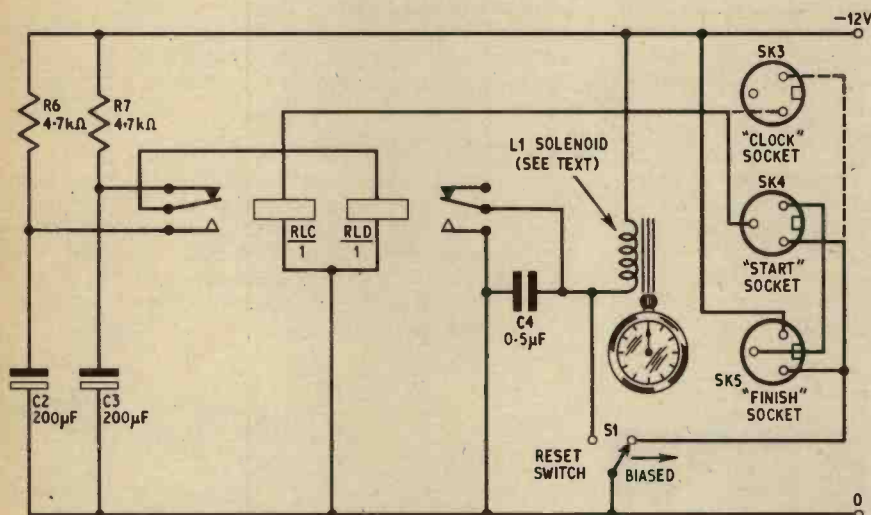 -12V
SK3
R6
4·7kΩ
R7
4·7kΩ
L1 SOLENOID
(SEE TEXT)
"CLOCK"
SOCKET
SK4
RLC
1
RLD
1
"START"
SOCKET
C4
0·5µF
C2
200µF
C3
200µF
SK5
"FINISH"
SOCKET
S1
RESET
SWITCH
BIASED
0